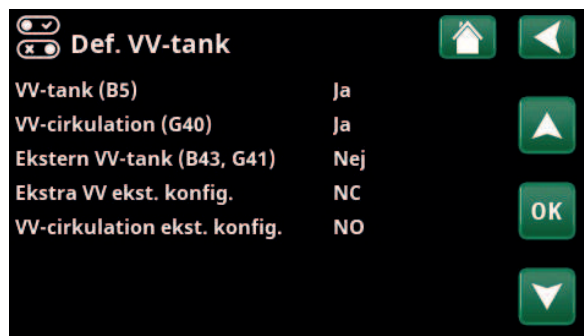 Def. VV-tank
VV-tank (B5) Ja
VV-cirkulation (G40) Ja
Ekstern VV-tank (B43, G41) Nej
Ekstra VV ekst. konfig. NC
VV-cirkulation ekst. konfig. NO
OK